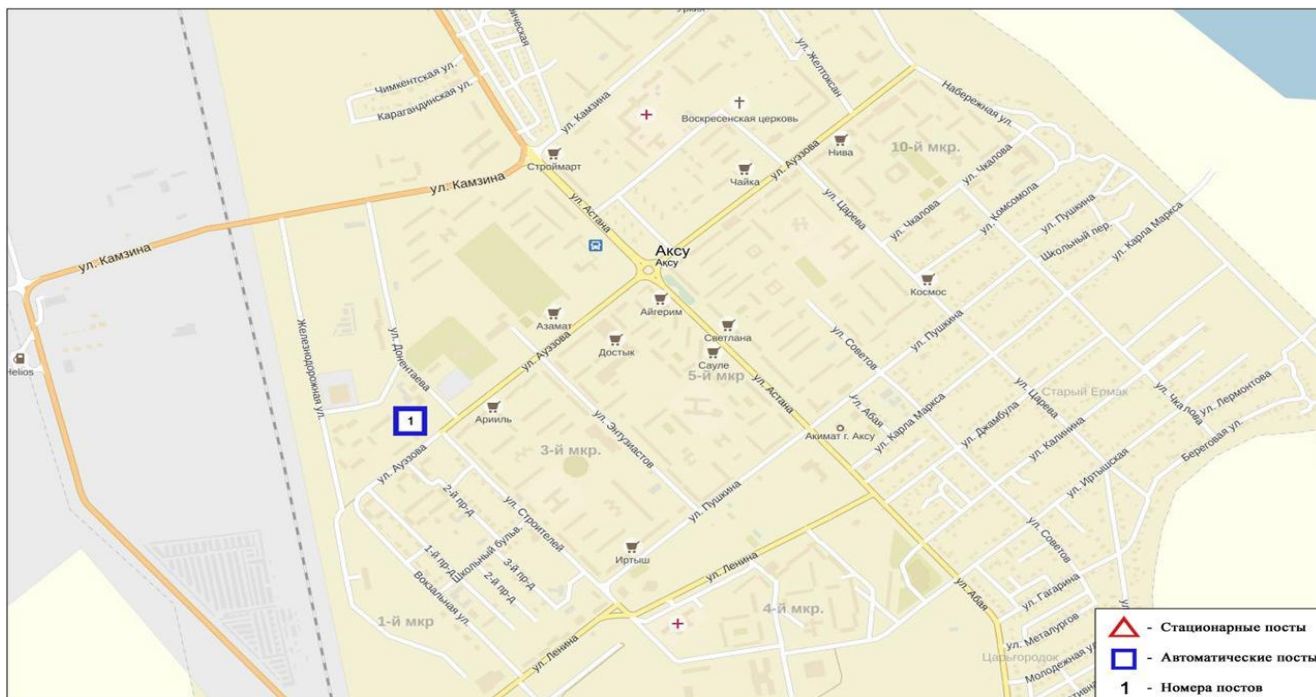 Уркия
ул. Желтоксан
Чимкентская ул.
Карагандинская ул.
ул. Камзина
Воскресенская церковь
Набережная ул.
Строймарт
Нива
Чайка
ул. Ауэзова
10-й мкр.
ул. Камзина
ул. Чкалова
ул. Чкалова
ул. Комсомола
ул. Пушкина
Школьный пер.
ул. Карла Маркса
ул. Астана
ул. Царева
ул. Камзина
Аксу
Ақсу
Космос
Айгерим
Азамат
Светлана
Достык
Сауле
5-й мкр
ул. Ауэзова
ул. Советов
ул. Пушкина
Железнодорожная ул.
ул. Донентаева
Helios
ул. Астана
Старый Ермак
ул. Лермонтова
ул. Чкалова
ул. Царева
ул. Абая
ул. Карла Маркса
ул. Джамбула
ул. Калинина
Береговая ул.
1
Ариль
ул. Энтузиастов
Акимат г. Аксу
3-й мкр.
ул. Ауэзова
2-й пр-д
ул. Иртышская
ул. Пушкина
ул. Строителей
Школьный бульв.
1-й пр-д
3-й пр-д
2-й пр-д
Вокзальная ул.
Иртыш
ул. Ленина
ул. Советов
ул. Абая
ул. Гагарина
4-й мкр.
1-й мкр
ул. Металургов
ул. Ленина
Царьгородок
Молодежная ул.
- Стационарные посты
- Автоматические посты
1 - Номера постов